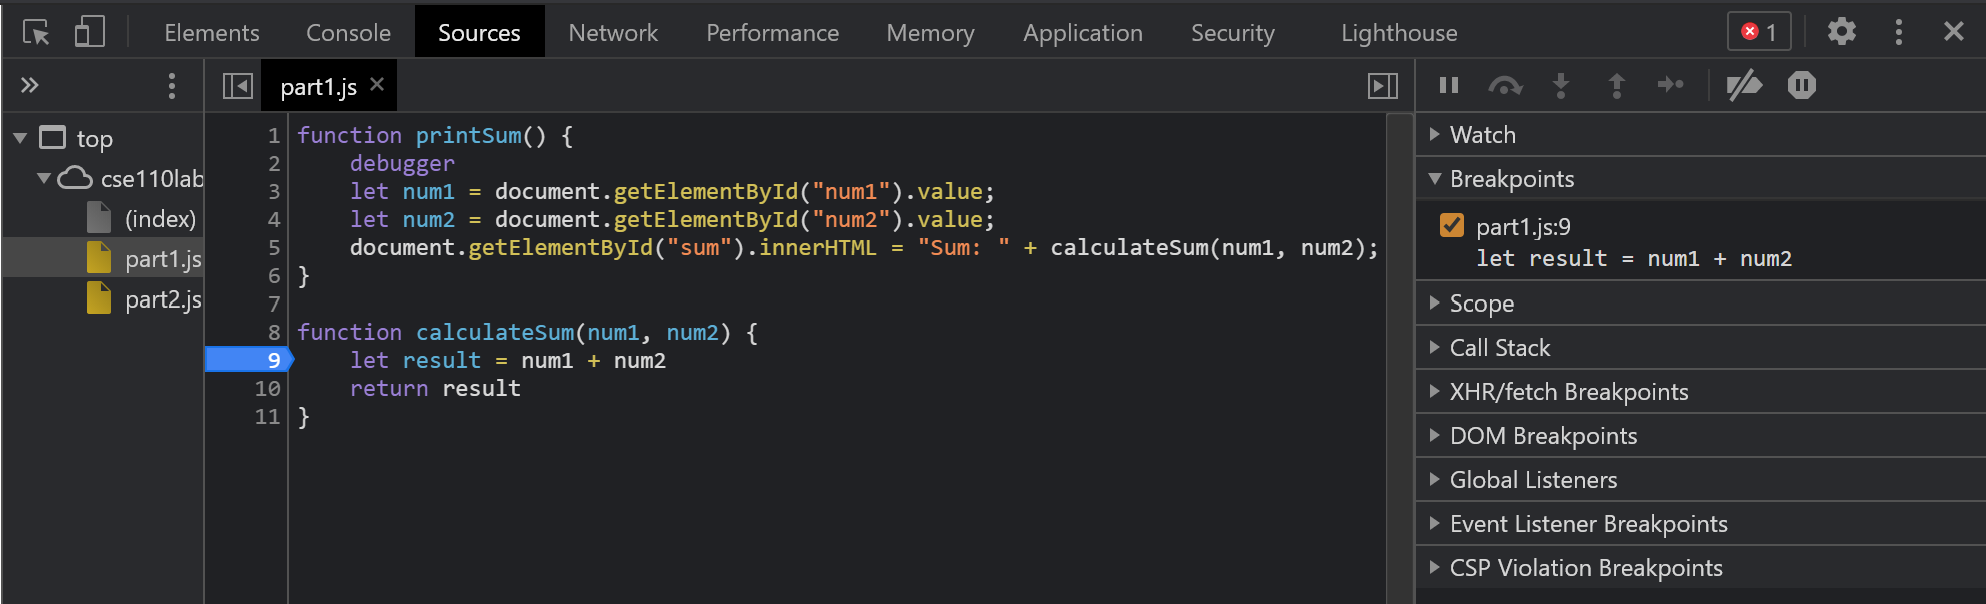 Elements Console Sources Network Performance Memory Application Security Lighthouse 1
part1.js
top
cse110lab
(index)
part1.js
part2.js
1 function printSum() {
2     debugger
3     let num1 = document.getElementById("num1").value;
4     let num2 = document.getElementById("num2").value;
5     document.getElementById("sum").innerHTML = "Sum: " + calculateSum(num1, num2);
6 }
7
8 function calculateSum(num1, num2) {
9     let result = num1 + num2
10     return result
11 }
Watch
Breakpoints
part1.js:9
let result = num1 + num2
Scope
Call Stack
XHR/fetch Breakpoints
DOM Breakpoints
Global Listeners
Event Listener Breakpoints
CSP Violation Breakpoints